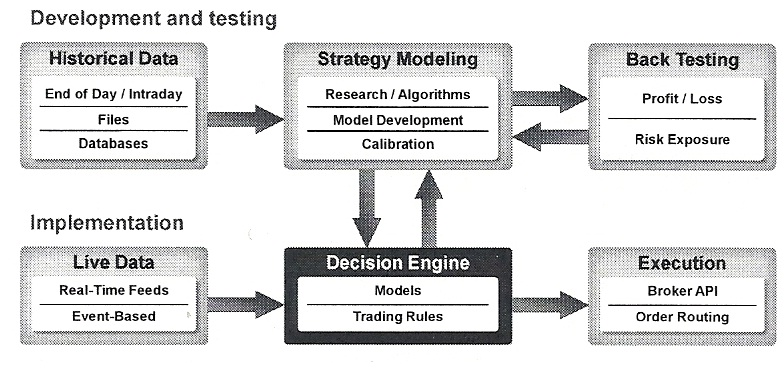 Development and testing
Historical Data
End of Day / Intraday
Files
Databases
Strategy Modeling
Research / Algorithms
Model Development
Calibration
Back Testing
Profit / Loss
Risk Exposure
Implementation
Live Data
Real-Time Feeds
Event-Based
Decision Engine
Models
Trading Rules
Execution
Broker API
Order Routing